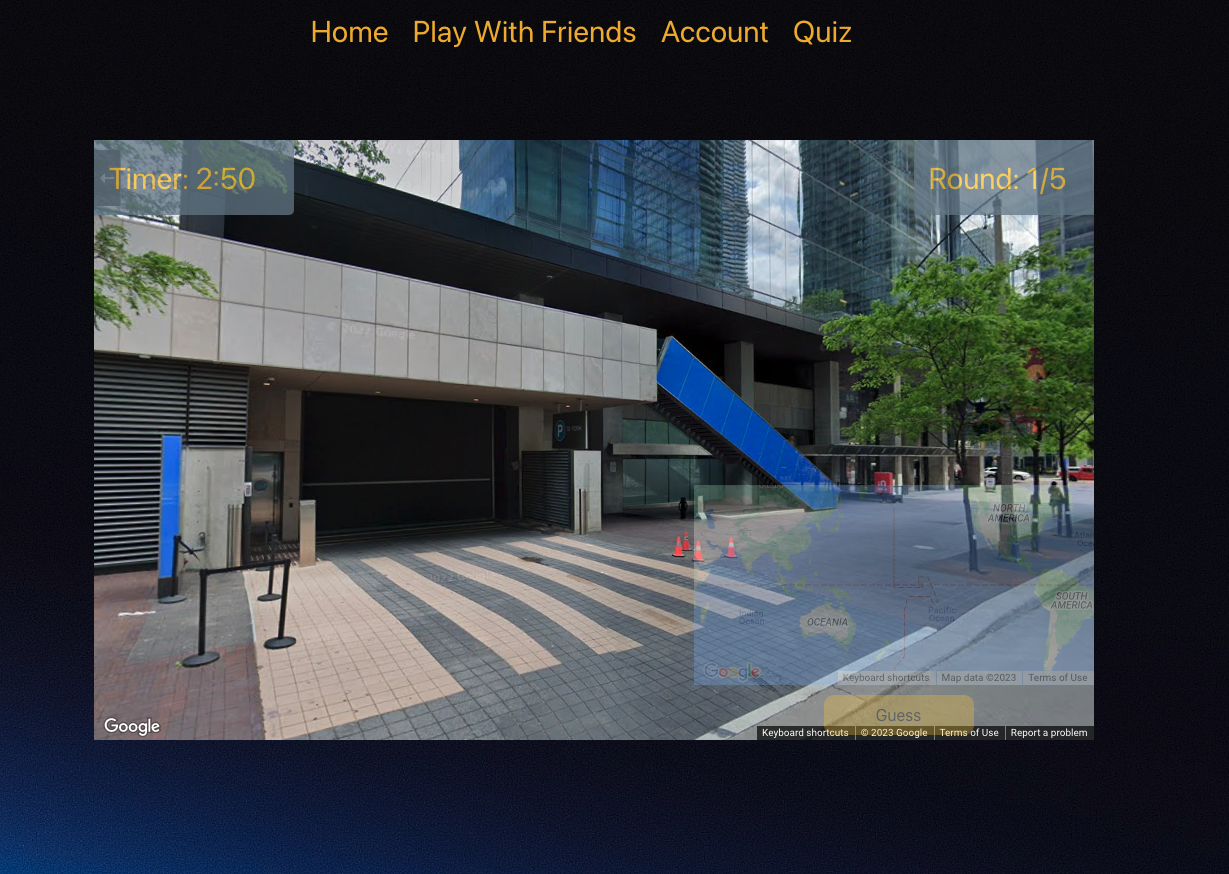 Home Play With Friends Account Quiz
Timer: 2:50
Round: 1/5
P
NORTH
AMERICA
SOUTH
AMERICA
OCEANIA
Indian
Ocean
Pacific
Ocean
Google
Keyboard shortcuts Map data ©2023 Terms of Use
Guess
Google
Keyboard shortcuts © 2023 Google Terms of Use Report a problem